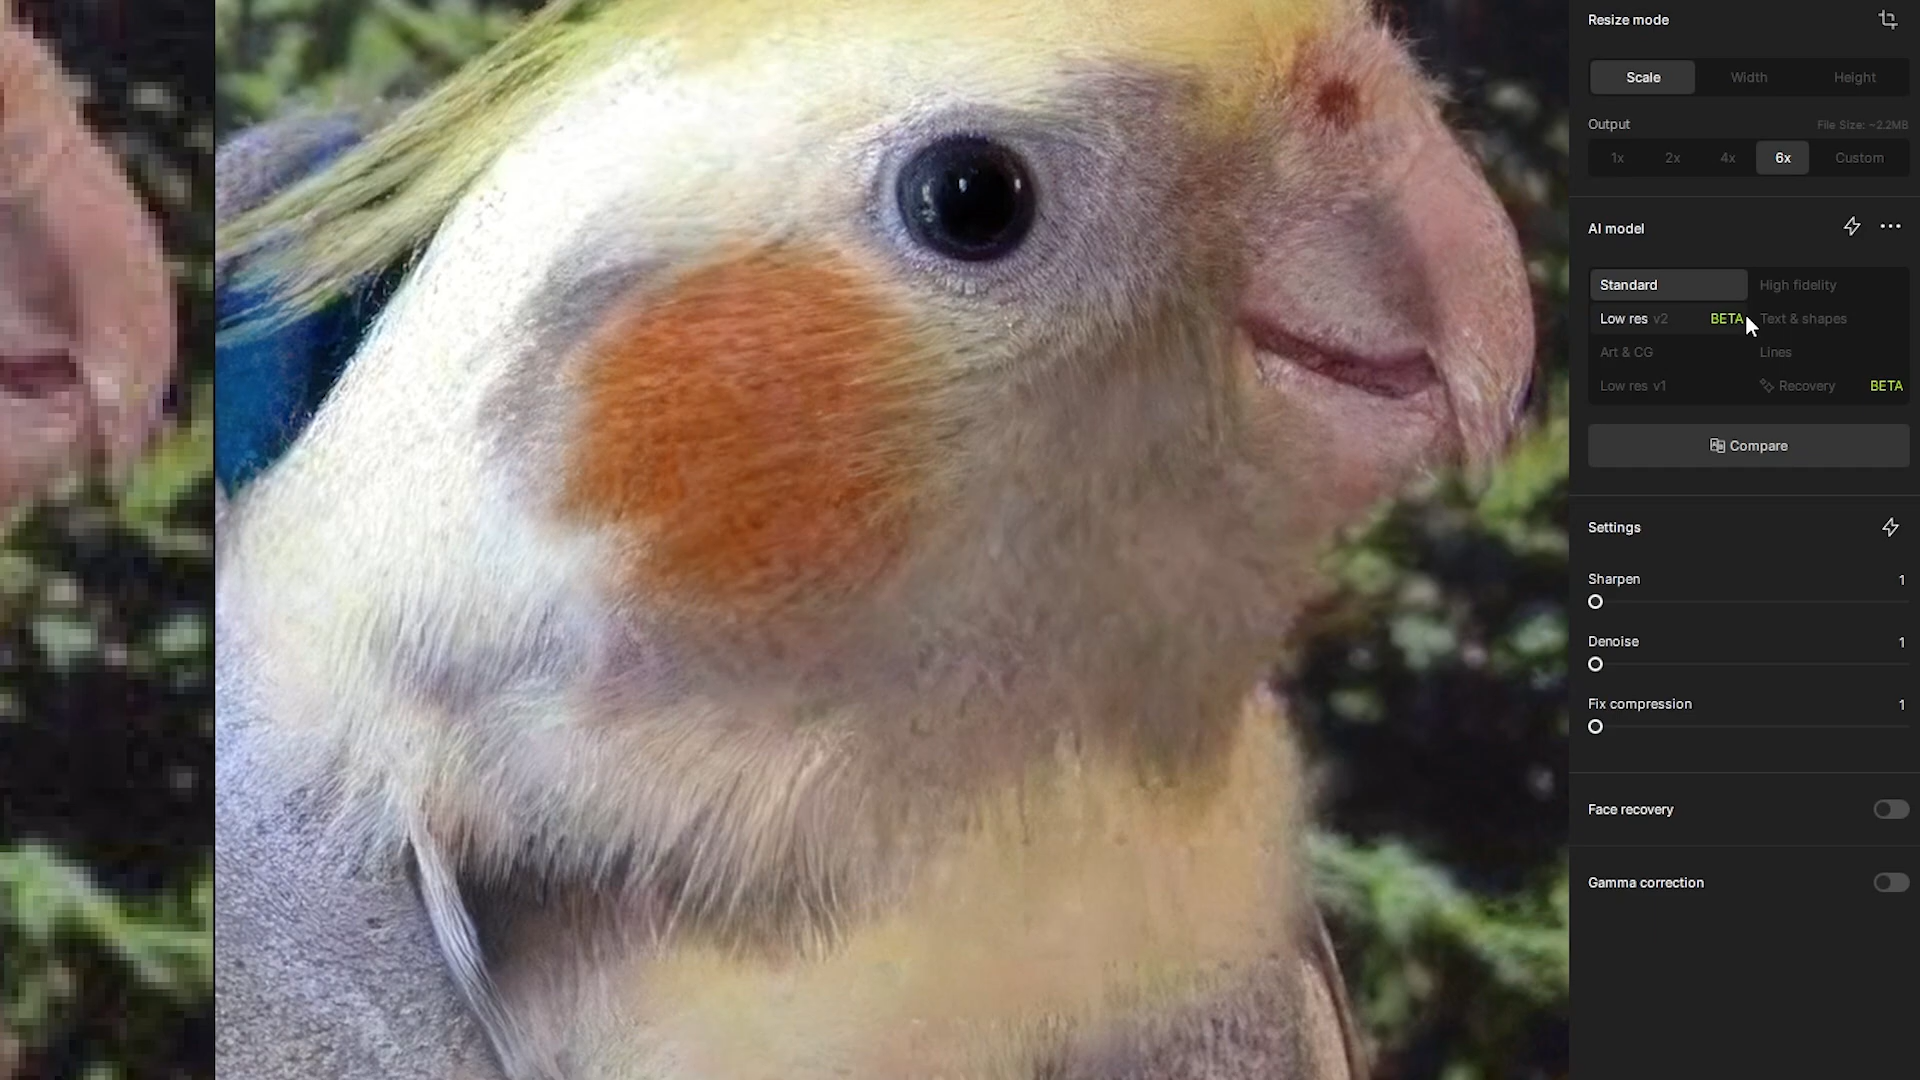 Resize mode
Scale Width Height
Output File Size: ~2.2MB
1x 2x 4x 6x Custom
AI model
Standard High fidelity
Low res v2 BETA Text & shapes
Art & CG Lines
Low res v1 Recovery BETA
Compare
Settings
Sharpen 1
Denoise 1
Fix compression 1
Face recovery
Gamma correction